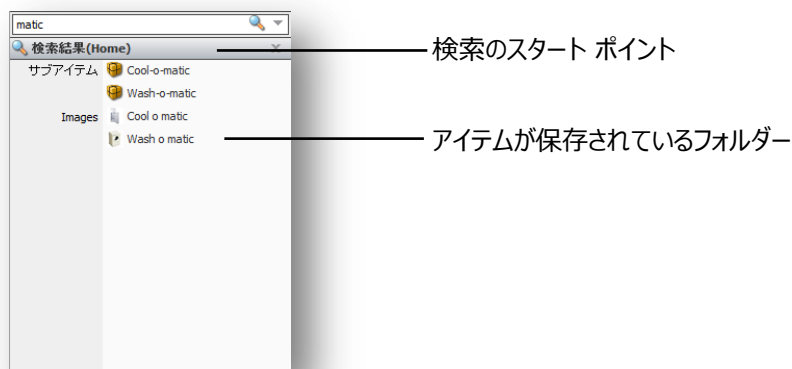 matic
検索結果(Home)
検索のスタート ポイント
サブアイテム Cool-o-matic
Wash-o-matic
Images Cool o matic
Wash o matic
アイテムが保存されているフォルダー